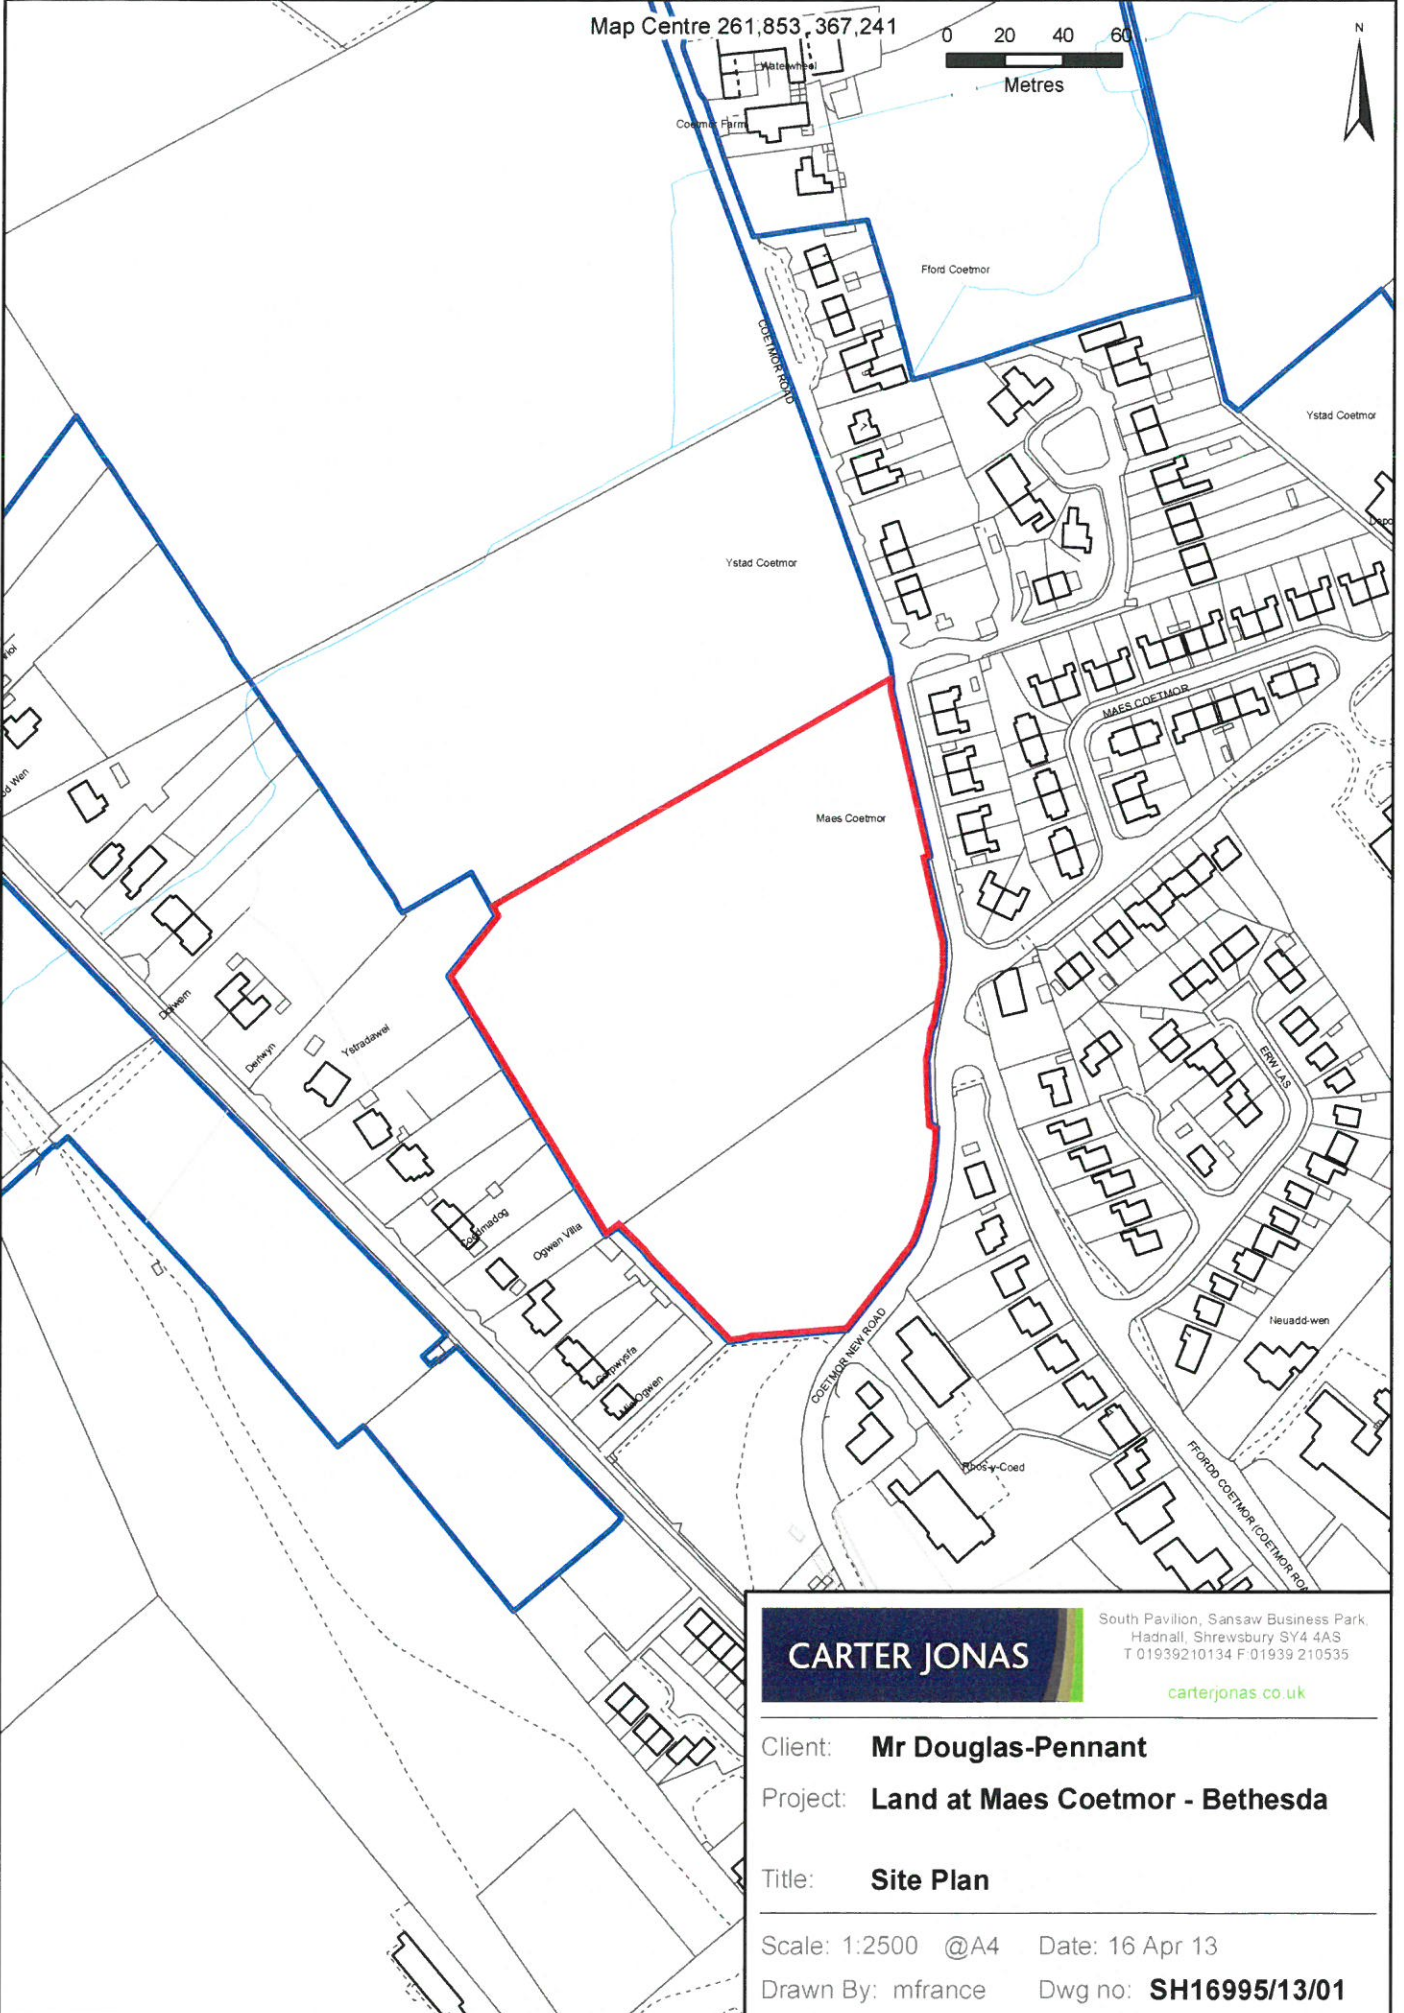 Map Centre 261,853, 367,241
0 20 40 60
Metres
N
Waterwheel
Coetmor Farm
Fford Coetmor
COETMOR ROAD
Ystad Coetmor
Ystad Coetmor
MAES COETMOR
Maes Coetmor
Derlwyn
Ystradawel
ERW LAS
Ogwen Villa
COETMOR NEW ROAD
Neuadd-wen
Rhos-y-Coed
FFORDD COETMOR (COETMOR ROA
CARTER JONAS
South Pavilion, Sansaw Business Park,
Hadnall, Shrewsbury SY4 4AS
T 01939210134 F:01939 210535
carterjonas.co.uk
Client: Mr Douglas-Pennant
Project: Land at Maes Coetmor - Bethesda
Title: Site Plan
Scale: 1:2500 @A4 Date: 16 Apr 13
Drawn By: mfrance Dwg no: SH16995/13/01